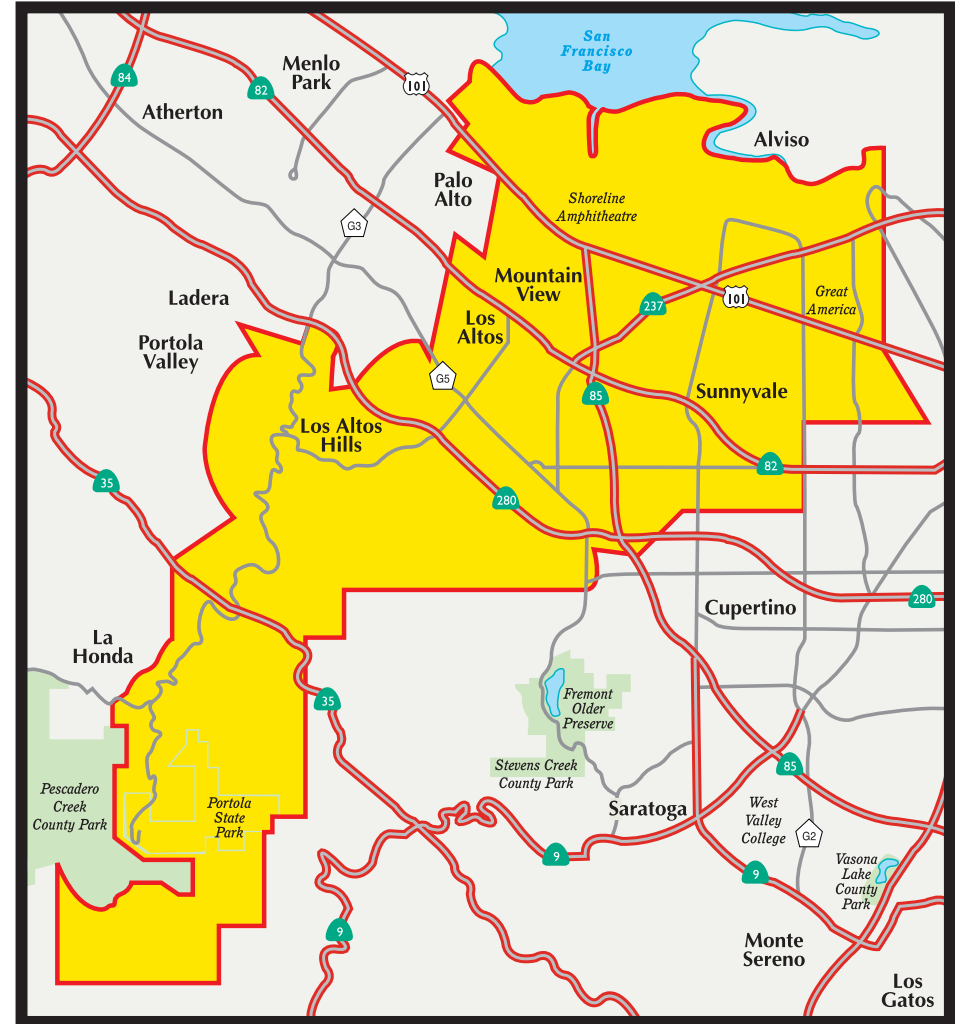 San
Francisco
Bay
Menlo
Park
84
82
101
Atherton
Alviso
Palo
Alto
Shoreline
Amphitheatre
G3
Mountain
View
Ladera
237
101
Great
America
Los
Altos
Portola
Valley
G5
Sunnyvale
85
Los Altos
Hills
82
35
280
280
Cupertino
La
Honda
35
Fremont
Older
Preserve
Stevens Creek
County Park
85
Pescadero
Creek
County Park
Portola
State
Park
Saratoga
West
Valley
College
G2
9
9
Vasona
Lake
County
Park
9
Monte
Sereno
Los
Gatos